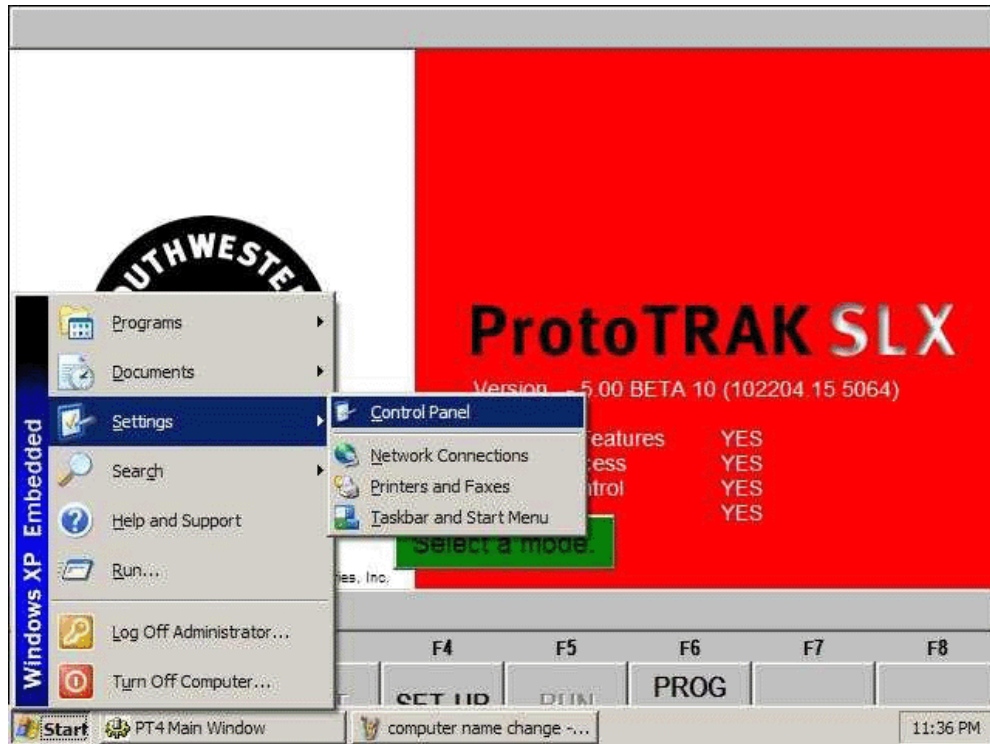 OUTHWESTE
ProtoTRAK SLX
Version - 5.00 BETA 10 (102204 15 5064)
eatures YES
cess YES
ntrol YES
YES
Select a mode.
ies, Inc.
Windows XP Embedded
Programs
Documents
Settings
Search
Help and Support
Run...
Log Off Administrator...
Turn Off Computer...
Control Panel
Network Connections
Printers and Faxes
Taskbar and Start Menu
F4 F5 F6 F7 F8
SET UP RUN PROG
Start PT4 Main Window computer name change -... 11:36 PM